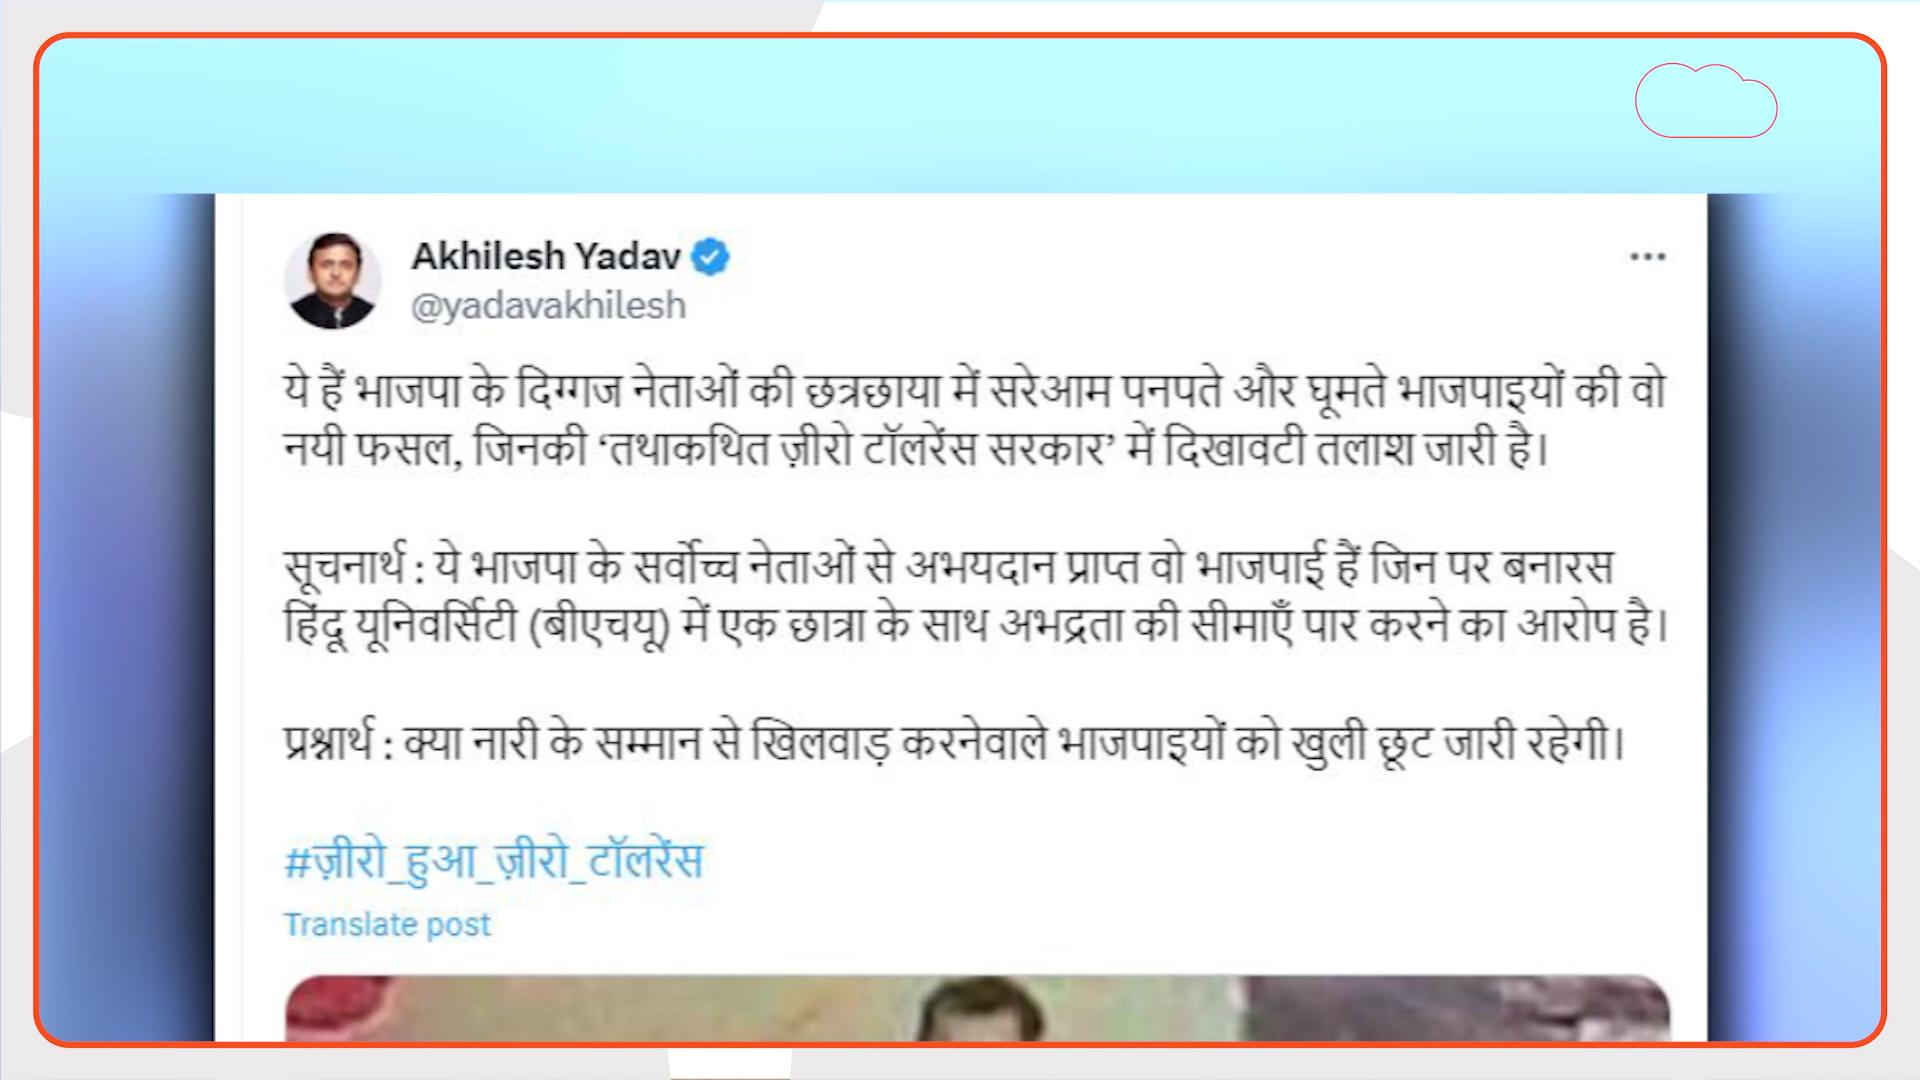 Akhilesh Yadav
@yadavakhilesh
ये हैं भाजपा के दिग्गज नेताओं की छत्रछाया में सरेआम पनपते और घूमते भाजपाइयों की वो
नयी फसल, जिनकी ‘तथाकथित ज़ीरो टॉलरेंस सरकार’ में दिखावटी तलाश जारी है।
सूचनार्थ : ये भाजपा के सर्वोच्च नेताओं से अभयदान प्राप्त वो भाजपाई हैं जिन पर बनारस
हिंदू यूनिवर्सिटी (बीएचयू) में एक छात्रा के साथ अभद्रता की सीमाएँ पार करने का आरोप है।
प्रश्नार्थ : क्या नारी के सम्मान से खिलवाड़ करनेवाले भाजपाइयों को खुली छूट जारी रहेगी।
#ज़ीरो_हुआ_ज़ीरो_टॉलरेंस
Translate post